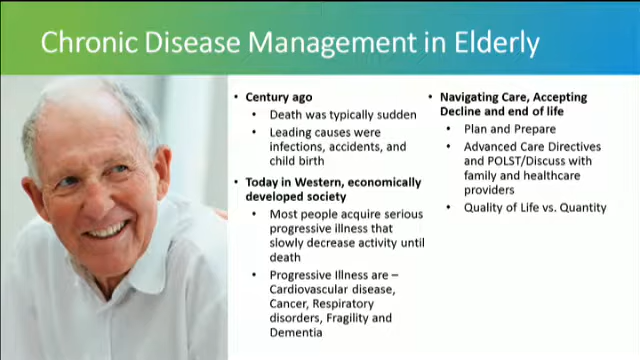 Chronic Disease Management in Elderly
• Century ago
• Death was typically sudden
• Leading causes were
infections, accidents, and
child birth
• Today in Western, economically
developed society
• Most people acquire serious
progressive illness that
slowly decrease activity until
death
• Progressive Illness are –
Cardiovascular disease,
Cancer, Respiratory
disorders, Fragility and
Dementia
• Navigating Care, Accepting
Decline and end of life
• Plan and Prepare
• Advanced Care Directives
and POLST/Discuss with
family and healthcare
providers
• Quality of Life vs. Quantity